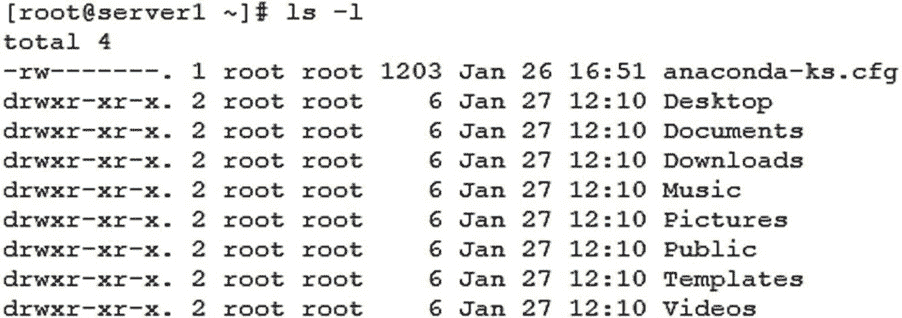 [root@server1 ~]# ls -l
total 4
-rw-------. 1 root root 1203 Jan 26 16:51 anaconda-ks.cfg
drwxr-xr-x. 2 root root    6 Jan 27 12:10 Desktop
drwxr-xr-x. 2 root root    6 Jan 27 12:10 Documents
drwxr-xr-x. 2 root root    6 Jan 27 12:10 Downloads
drwxr-xr-x. 2 root root    6 Jan 27 12:10 Music
drwxr-xr-x. 2 root root    6 Jan 27 12:10 Pictures
drwxr-xr-x. 2 root root    6 Jan 27 12:10 Public
drwxr-xr-x. 2 root root    6 Jan 27 12:10 Templates
drwxr-xr-x. 2 root root    6 Jan 27 12:10 Videos